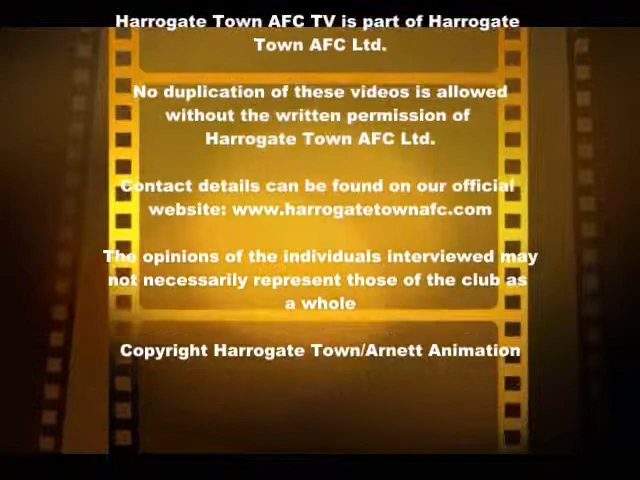 Harrogate Town AFC TV is part of Harrogate
Town AFC Ltd.
No duplication of these videos is allowed
without the written permission of
Harrogate Town AFC Ltd.
Contact details can be found on our official
website: www.harrogatetownafc.com
The opinions of the individuals interviewed may
not necessarily represent those of the club as
a whole
Copyright Harrogate Town/Arnett Animation